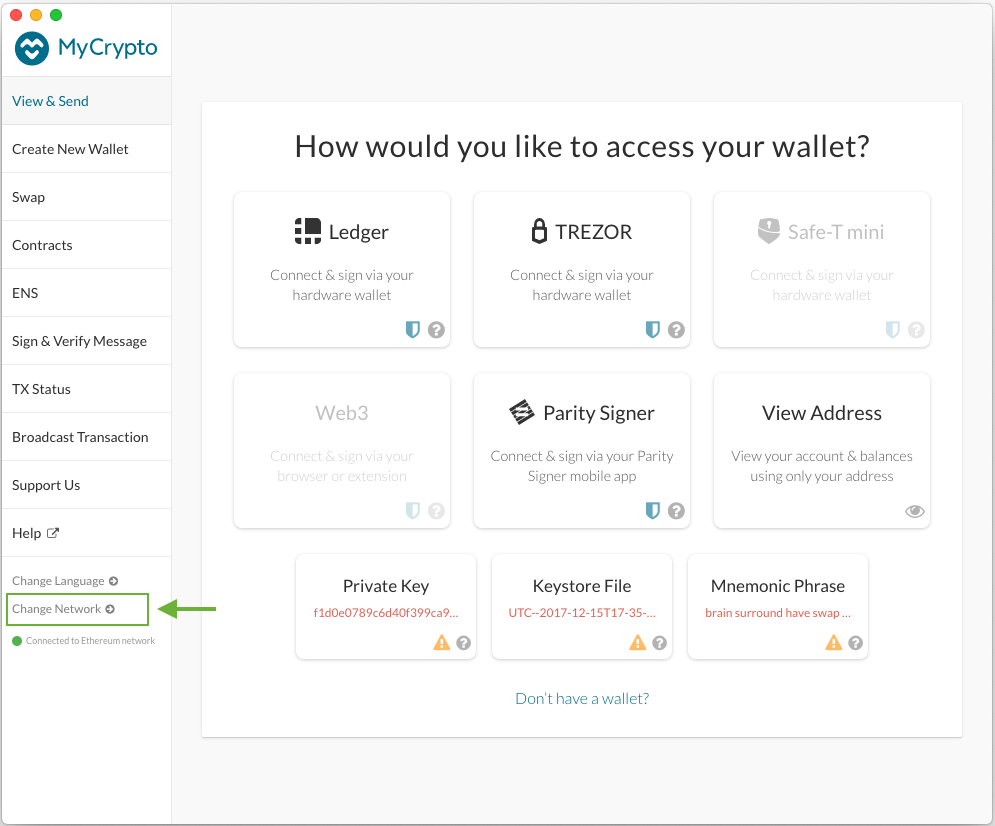 MyCrypto
View & Send
Create New Wallet
Swap
Contracts
ENS
Sign & Verify Message
TX Status
Broadcast Transaction
Support Us
Help
Change Language
Change Network
Connected to Ethereum network
How would you like to access your wallet?
Ledger
Connect & sign via your
hardware wallet
?
TREZOR
Connect & sign via your
hardware wallet
?
Safe-T mini
Connect & sign via your
hardware wallet
?
Web3
Connect & sign via your
browser or extension
?
Parity Signer
Connect & sign via your Parity
Signer mobile app
?
View Address
View your account & balances
using only your address
Private Key
f1d0e0789c6d40f399ca9...
?
Keystore File
UTC--2017-12-15T17-35-...
?
Mnemonic Phrase
brain surround have swap ...
?
Don't have a wallet?